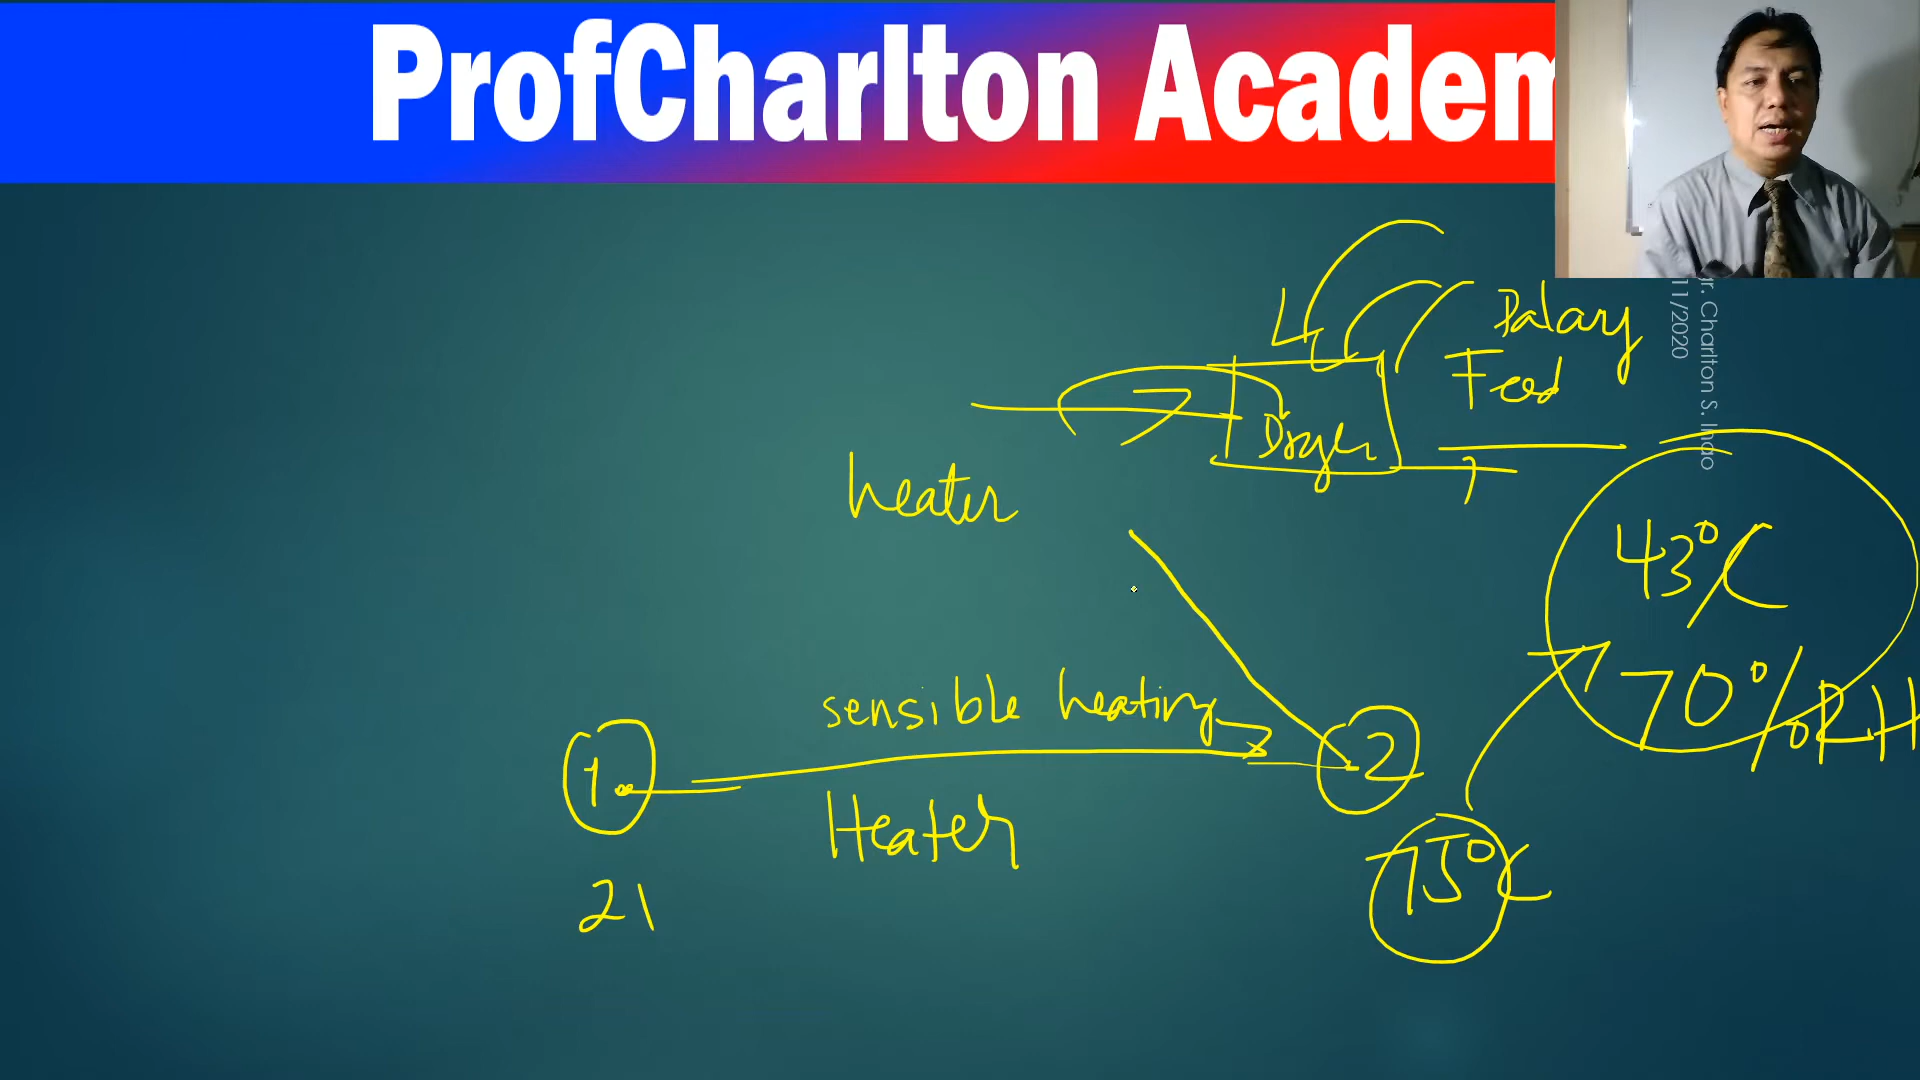 ProfCharlton Academ
Palay
Feed
Dryer
heater
43°C
70% RH
sensible heating
1
2
Heater
75°C
21
r. Charlton S. Inao
11/2020